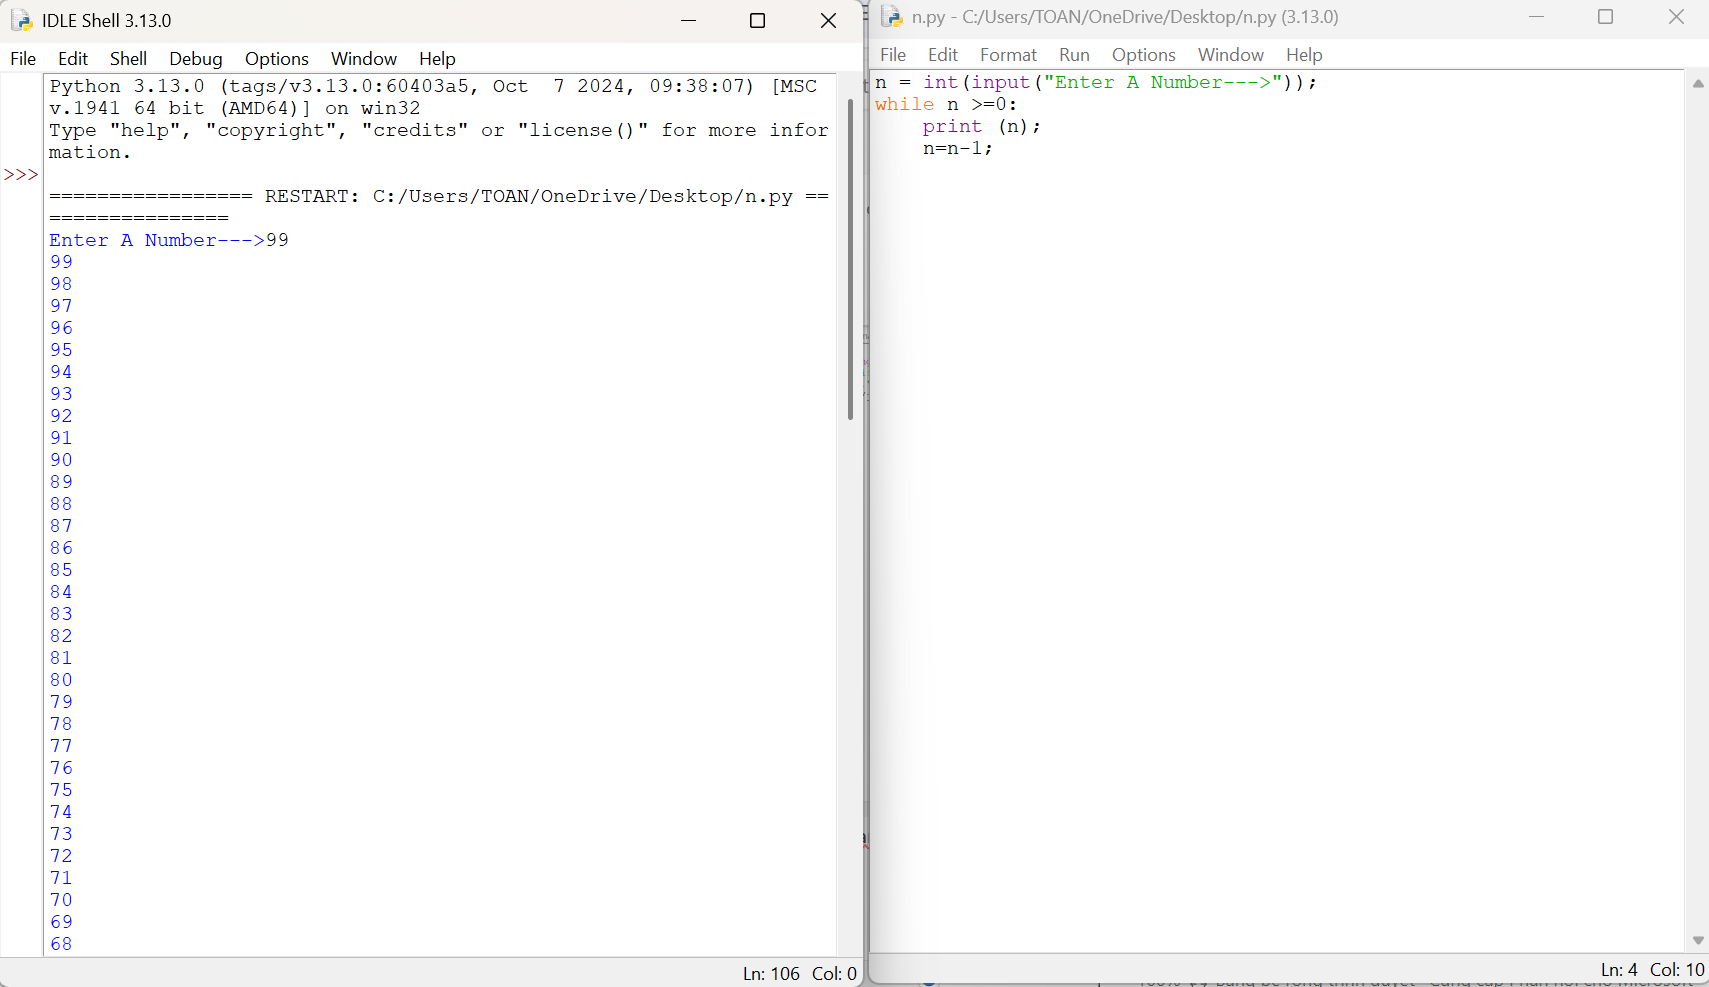 IDLE Shell 3.13.0
File Edit Shell Debug Options Window Help
Python 3.13.0 (tags/v3.13.0:60403a5, Oct  7 2024, 09:38:07) [MSC
v.1941 64 bit (AMD64)] on win32
Type "help", "copyright", "credits" or "license()" for more infor
mation.
>>>
================= RESTART: C:/Users/TOAN/OneDrive/Desktop/n.py ==
===============
Enter A Number--->99
99
98
97
96
95
94
93
92
91
90
89
88
87
86
85
84
83
82
81
80
79
78
77
76
75
74
73
72
71
70
69
68
Ln: 106 Col: 0
n.py - C:/Users/TOAN/OneDrive/Desktop/n.py (3.13.0)
File Edit Format Run Options Window Help
n = int(input("Enter A Number--->"));
while n >=0:
    print (n);
    n=n-1;
Ln: 4 Col: 10